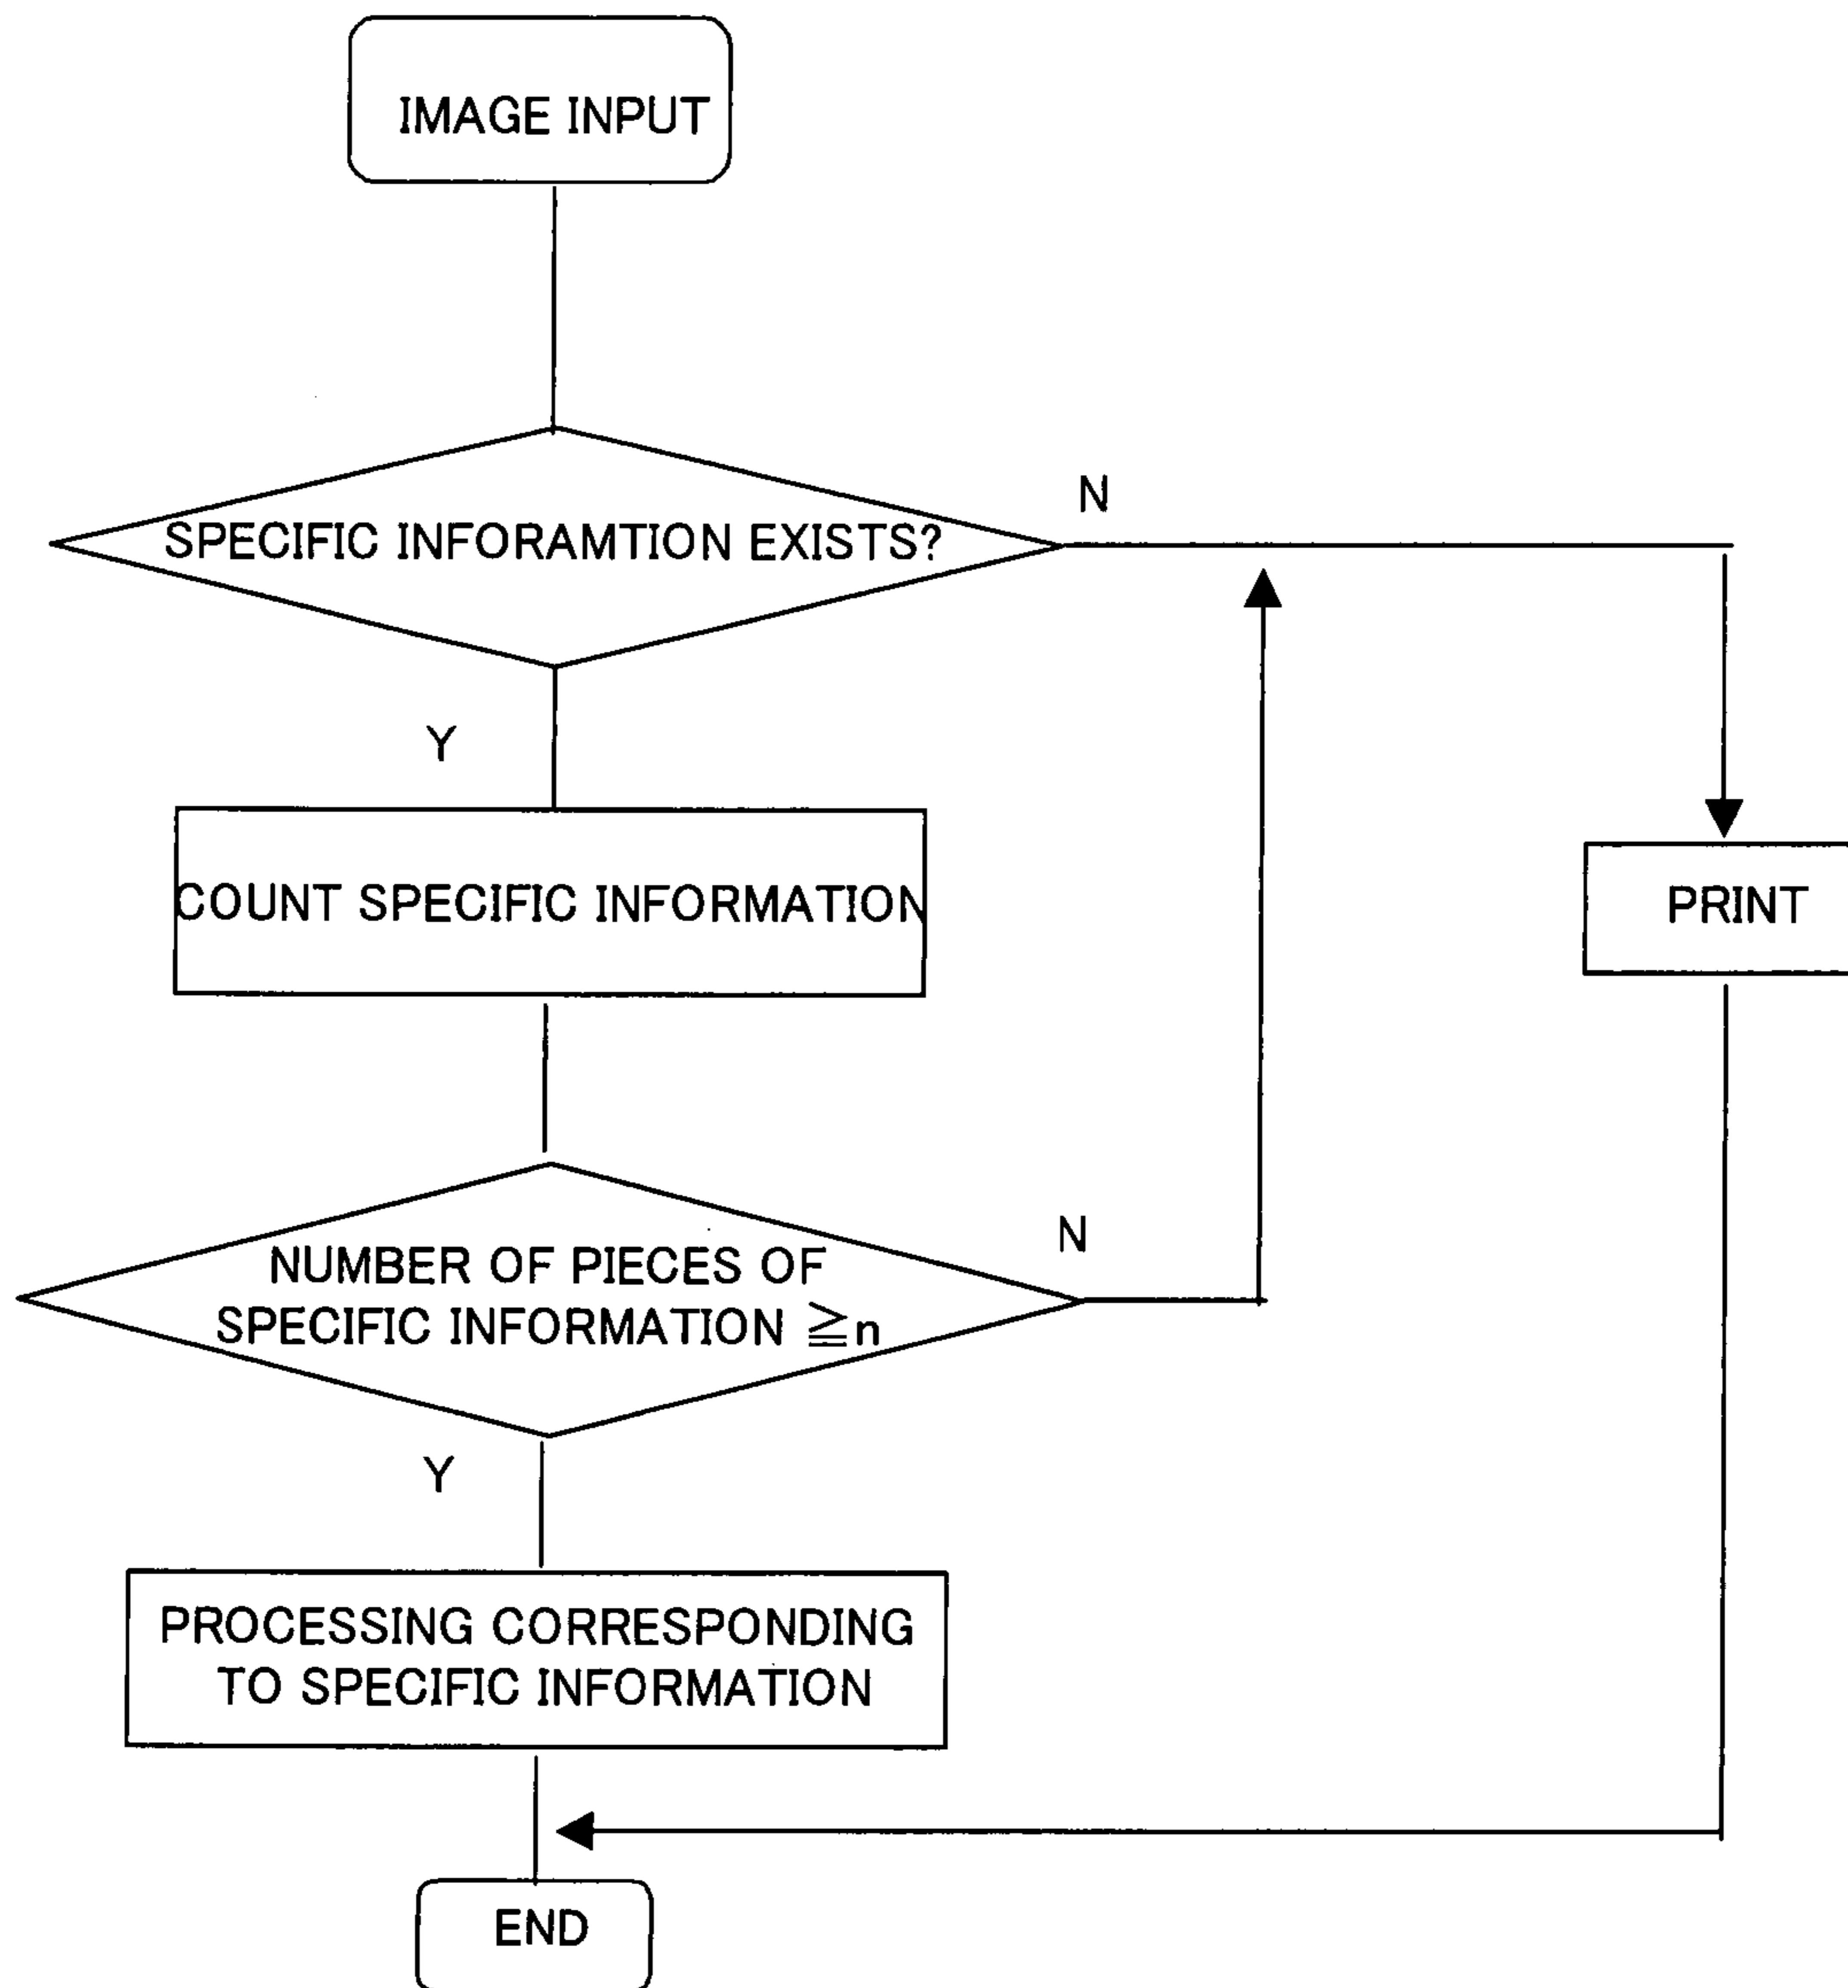 IMAGE INPUT
SPECIFIC INFORAMTION EXISTS?
N
Y
COUNT SPECIFIC INFORMATION
PRINT
NUMBER OF PIECES OF
SPECIFIC INFORMATION ≧n
N
Y
PROCESSING CORRESPONDING
TO SPECIFIC INFORMATION
END